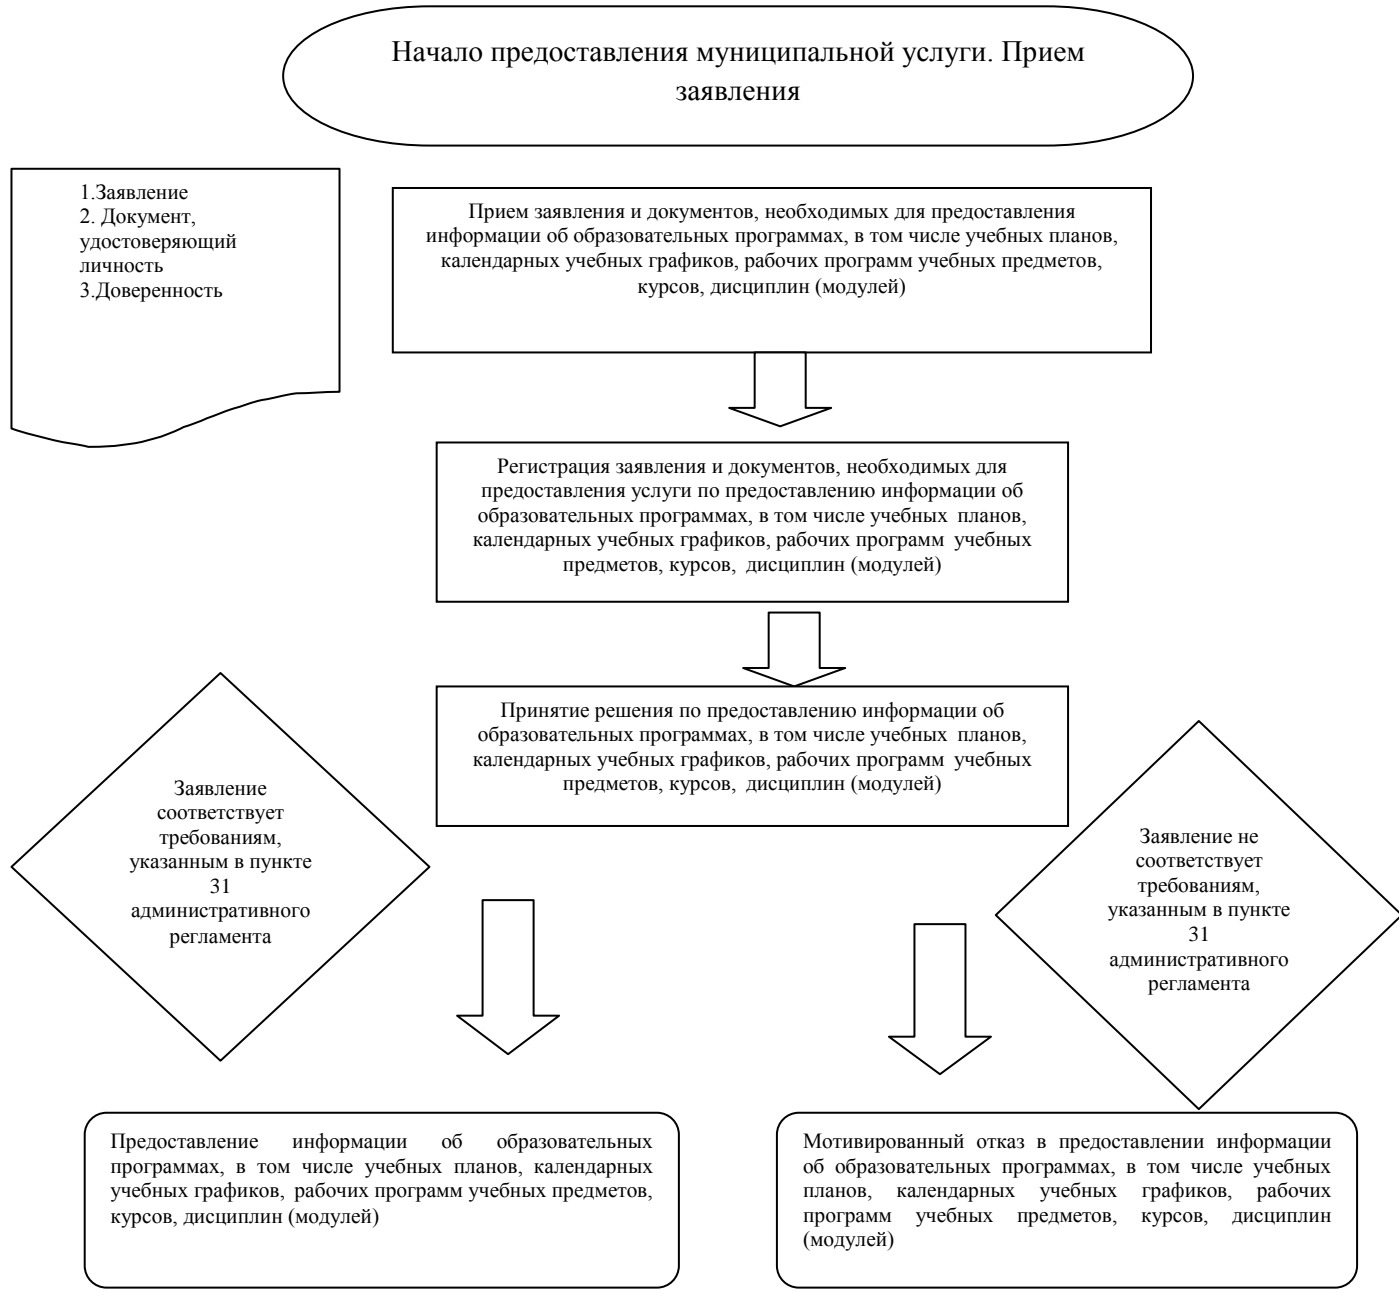 Начало предоставления муниципальной услуги. Прием
заявления
1.Заявление
2. Документ,
удостоверяющий
личность
3.Доверенность
Прием заявления и документов, необходимых для предоставления
информации об образовательных программах, в том числе учебных планов,
календарных учебных графиков, рабочих программ учебных предметов,
курсов, дисциплин (модулей)
Регистрация заявления и документов, необходимых для
предоставления услуги по предоставлению информации об
образовательных программах, в том числе учебных планов,
календарных учебных графиков, рабочих программ учебных
предметов, курсов, дисциплин (модулей)
Принятие решения по предоставлению информации об
образовательных программах, в том числе учебных планов,
календарных учебных графиков, рабочих программ учебных
предметов, курсов, дисциплин (модулей)
Заявление
соответствует
требованиям,
указанным в пункте
31
административного
регламента
Заявление не
соответствует
требованиям,
указанным в пункте
31
административного
регламента
Предоставление информации об образовательных
программах, в том числе учебных планов, календарных
учебных графиков, рабочих программ учебных предметов,
курсов, дисциплин (модулей)
Мотивированный отказ в предоставлении информации
об образовательных программах, в том числе учебных
планов, календарных учебных графиков, рабочих
программ учебных предметов, курсов, дисциплин
(модулей)